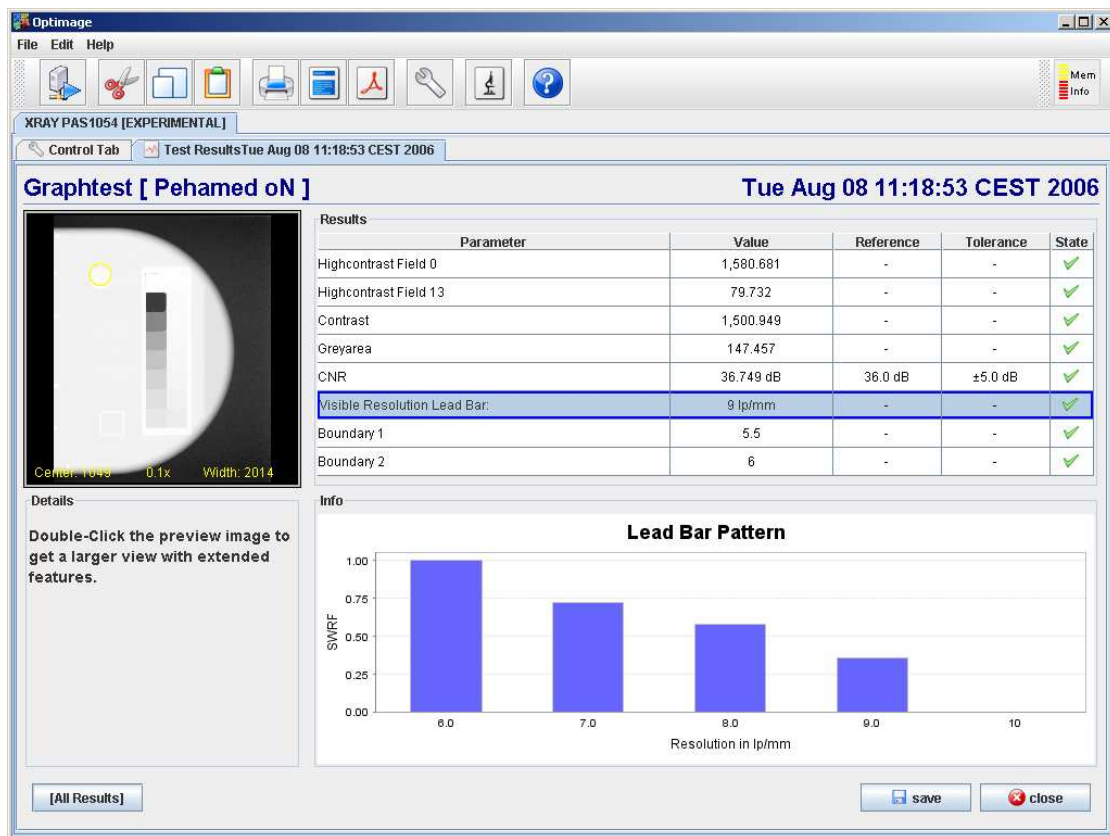 Optimage
File Edit Help
Mem
Info
XRAY PAS1054 [EXPERIMENTAL]
Control Tab Test ResultsTue Aug 08 11:18:53 CEST 2006
Graphtest [ Pehamed oN ] Tue Aug 08 11:18:53 CEST 2006
Results
Parameter Value Reference Tolerance State
Highcontrast Field 0 1,580.681 - -
Highcontrast Field 13 79.732 - -
Contrast 1,500.949 - -
Greyarea 147.457 - -
CNR 36.749 dB 36.0 dB ±5.0 dB
Visible Resolution Lead Bar: 9 lp/mm - -
Boundary 1 5.5 - -
Boundary 2 6 - -
Center: 1049 0.1x Width: 2014
Details
Double-Click the preview image to
get a larger view with extended
features.
Info
Lead Bar Pattern
SWRF
1.00
0.75
0.50
0.25
0.00
6.0 7.0 8.0 9.0 10
Resolution in lp/mm
[All Results] save close